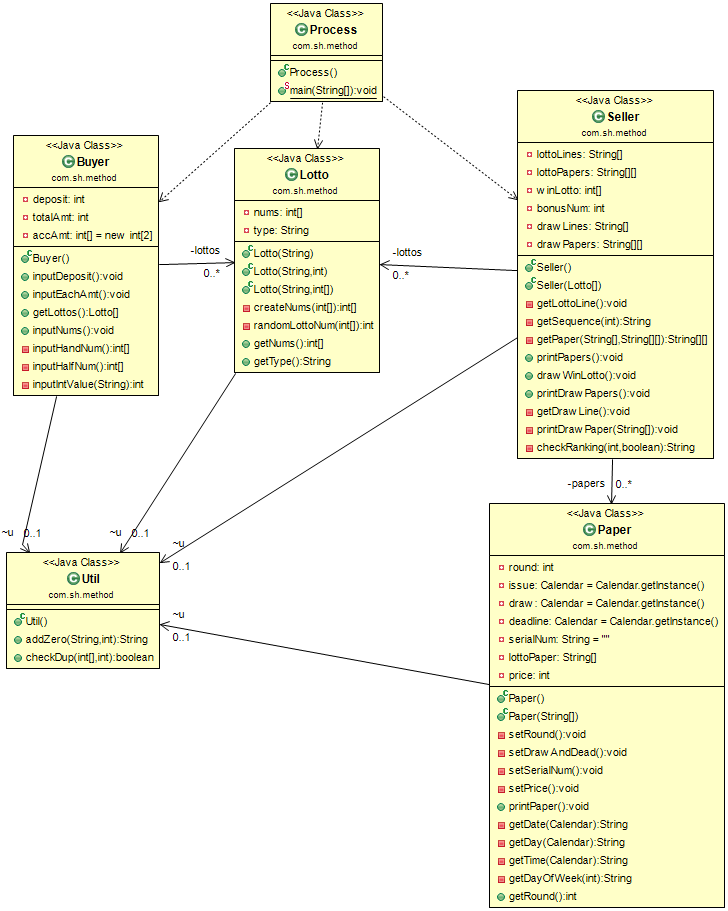 <<Java Class>>
Process
com.sh.method
Process()
main(String[]):void
<<Java Class>>
Buyer
com.sh.method
deposit: int
totalAmt: int
accAmt: int[] = new int[2]
Buyer()
inputDeposit():void
inputEachAmt():void
getLottos():Lotto[]
inputNums():void
inputHandNum():int[]
inputHalfNum():int[]
inputIntValue(String):int
<<Java Class>>
Lotto
com.sh.method
nums: int[]
type: String
Lotto(String)
Lotto(String,int)
Lotto(String,int[])
createNums(int[]):int[]
randomLottoNum(int[]):int
getNums():int[]
getType():String
<<Java Class>>
Seller
com.sh.method
lottoLines: String[]
lottoPapers: String[][]
winLotto: int[]
bonusNum: int
drawLines: String[]
drawPapers: String[][]
Seller()
Seller(Lotto[])
getLottoLine():void
getSequence(int):String
getPaper(String[],String[][]):String[][]
printPapers():void
drawWinLotto():void
printDrawPapers():void
getDrawLine():void
printDrawPaper(String[]):void
checkRanking(int,boolean):String
-lottos
0..*
-lottos
0..*
-papers
0..*
~u
0..1
~u
0..1
~u
0..1
~u
0..1
<<Java Class>>
Util
com.sh.method
Util()
addZero(String,int):String
checkDup(int[],int):boolean
<<Java Class>>
Paper
com.sh.method
round: int
issue: Calendar = Calendar.getInstance()
draw: Calendar = Calendar.getInstance()
deadline: Calendar = Calendar.getInstance()
serialNum: String = ""
lottoPaper: String[]
price: int
Paper()
Paper(String[])
setRound():void
setDrawAndDead():void
setSerialNum():void
setPrice():void
printPaper():void
getDate(Calendar):String
getDay(Calendar):String
getTime(Calendar):String
getDayOfWeek(int):String
getRound():int